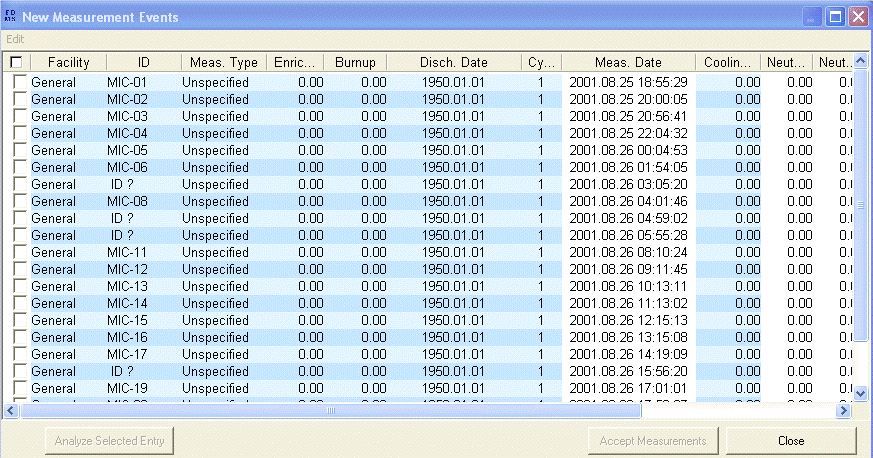 FD
MS New Measurement Events
Edit
Facility ID Meas. Type Enric... Burnup Disch. Date Cy... Meas. Date Coolin... Neut... Neut...
General MIC-01 Unspecified 0.00 0.00 1950.01.01 1 2001.08.25 18:55:29 0.00 0.00 0.0
General MIC-02 Unspecified 0.00 0.00 1950.01.01 1 2001.08.25 20:00:05 0.00 0.00 0.0
General MIC-03 Unspecified 0.00 0.00 1950.01.01 1 2001.08.25 20:56:41 0.00 0.00 0.0
General MIC-04 Unspecified 0.00 0.00 1950.01.01 1 2001.08.25 22:04:32 0.00 0.00 0.0
General MIC-05 Unspecified 0.00 0.00 1950.01.01 1 2001.08.26 00:04:53 0.00 0.00 0.0
General MIC-06 Unspecified 0.00 0.00 1950.01.01 1 2001.08.26 01:54:05 0.00 0.00 0.0
General ID ? Unspecified 0.00 0.00 1950.01.01 1 2001.08.26 03:05:20 0.00 0.00 0.0
General MIC-08 Unspecified 0.00 0.00 1950.01.01 1 2001.08.26 04:01:46 0.00 0.00 0.0
General ID ? Unspecified 0.00 0.00 1950.01.01 1 2001.08.26 04:59:02 0.00 0.00 0.0
General ID ? Unspecified 0.00 0.00 1950.01.01 1 2001.08.26 05:55:28 0.00 0.00 0.0
General MIC-11 Unspecified 0.00 0.00 1950.01.01 1 2001.08.26 08:10:24 0.00 0.00 0.0
General MIC-12 Unspecified 0.00 0.00 1950.01.01 1 2001.08.26 09:11:45 0.00 0.00 0.0
General MIC-13 Unspecified 0.00 0.00 1950.01.01 1 2001.08.26 10:13:11 0.00 0.00 0.0
General MIC-14 Unspecified 0.00 0.00 1950.01.01 1 2001.08.26 11:13:02 0.00 0.00 0.0
General MIC-15 Unspecified 0.00 0.00 1950.01.01 1 2001.08.26 12:15:13 0.00 0.00 0.0
General MIC-16 Unspecified 0.00 0.00 1950.01.01 1 2001.08.26 13:15:08 0.00 0.00 0.0
General MIC-17 Unspecified 0.00 0.00 1950.01.01 1 2001.08.26 14:19:09 0.00 0.00 0.0
General ID ? Unspecified 0.00 0.00 1950.01.01 1 2001.08.26 15:56:20 0.00 0.00 0.0
General MIC-19 Unspecified 0.00 0.00 1950.01.01 1 2001.08.26 17:01:01 0.00 0.00 0.0
Analyze Selected Entry Accept Measurements Close